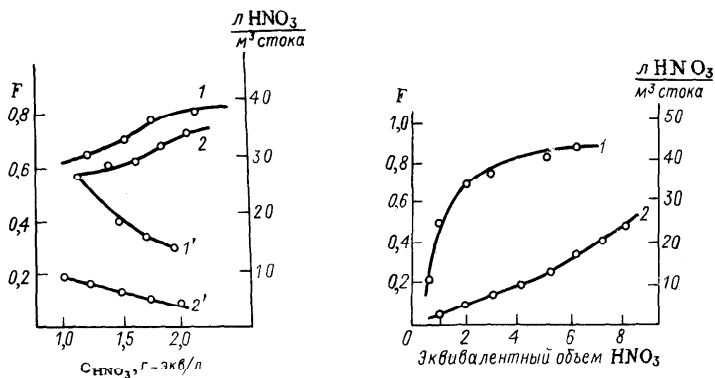 л HNO₃
м³ стока
F
0,8
0,6
0,4
0,2
40
30
20
10
1
2
1'
2'
1,0 1,5 2,0
C HNO₃, г-экв/л
л HNO₃
м³ стока
F
1,0
0,8
0,6
0,4
0,2
50
40
30
20
10
1
2
0 2 4 6 8
Эквивалентный объем HNO₃